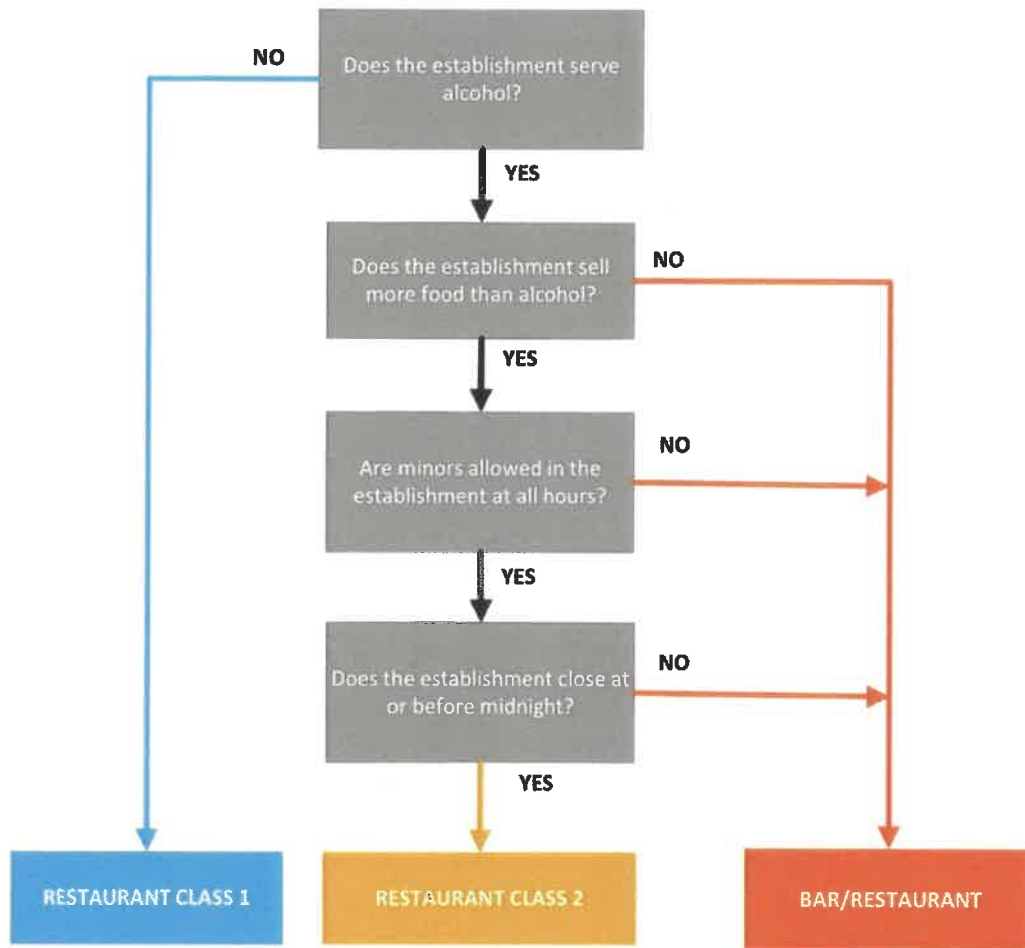 NO
Does the establishment serve
alcohol?
YES
Does the establishment sell
more food than alcohol?
NO
YES
Are minors allowed in the
establishment at all hours?
NO
YES
Does the establishment close at
or before midnight?
NO
YES
RESTAURANT CLASS 1
RESTAURANT CLASS 2
BAR/RESTAURANT